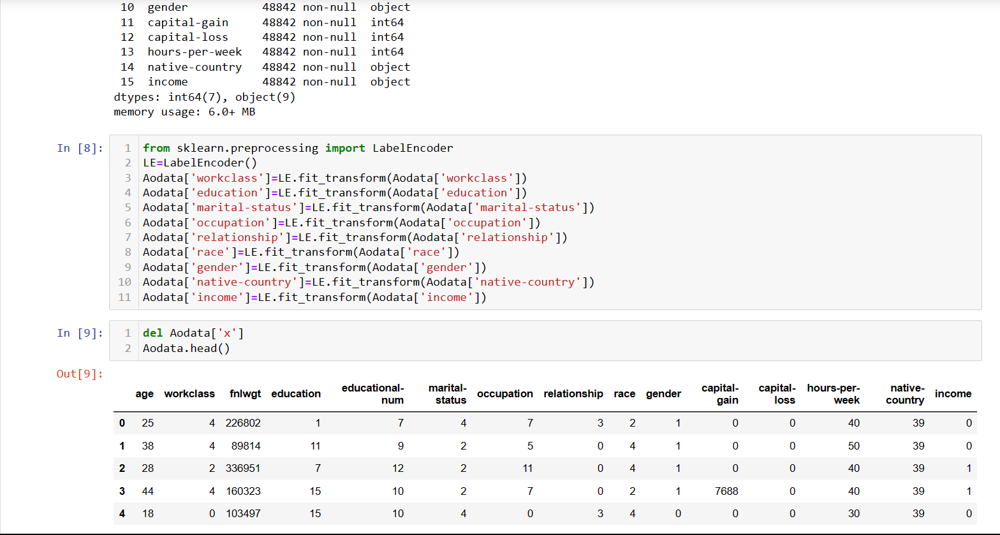 10  gender           48842 non-null  object
11  capital-gain     48842 non-null  int64
12  capital-loss     48842 non-null  int64
13  hours-per-week   48842 non-null  int64
14  native-country   48842 non-null  object
15  income           48842 non-null  object
dtypes: int64(7), object(9)
memory usage: 6.0+ MB
In [8]:
1 from sklearn.preprocessing import LabelEncoder
2 LE=LabelEncoder()
3 Aodata['workclass']=LE.fit_transform(Aodata['workclass'])
4 Aodata['education']=LE.fit_transform(Aodata['education'])
5 Aodata['marital-status']=LE.fit_transform(Aodata['marital-status'])
6 Aodata['occupation']=LE.fit_transform(Aodata['occupation'])
7 Aodata['relationship']=LE.fit_transform(Aodata['relationship'])
8 Aodata['race']=LE.fit_transform(Aodata['race'])
9 Aodata['gender']=LE.fit_transform(Aodata['gender'])
10 Aodata['native-country']=LE.fit_transform(Aodata['native-country'])
11 Aodata['income']=LE.fit_transform(Aodata['income'])
In [9]:
1 del Aodata['x']
2 Aodata.head()
Out[9]:
age workclass fnlwgt education educational-num marital-status occupation relationship race gender capital-gain capital-loss hours-per-week native-country income
0 25 4 226802 1 7 4 7 3 2 1 0 0 40 39 0
1 38 4 89814 11 9 2 5 0 4 1 0 0 50 39 0
2 28 2 336951 7 12 2 11 0 4 1 0 0 40 39 1
3 44 4 160323 15 10 2 7 0 2 1 7688 0 40 39 1
4 18 0 103497 15 10 4 0 3 4 0 0 0 30 39 0